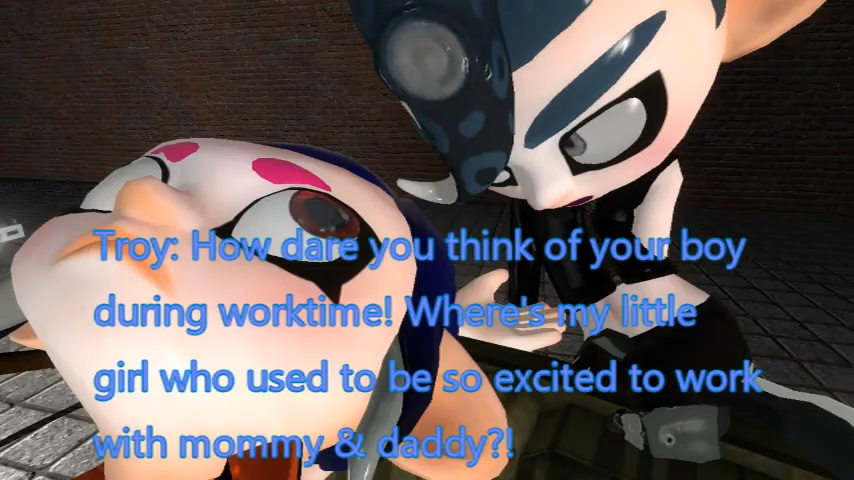 Troy: How dare you think of your boy
during worktime! Where's my little
girl who used to be so excited to work
with mommy & daddy?!